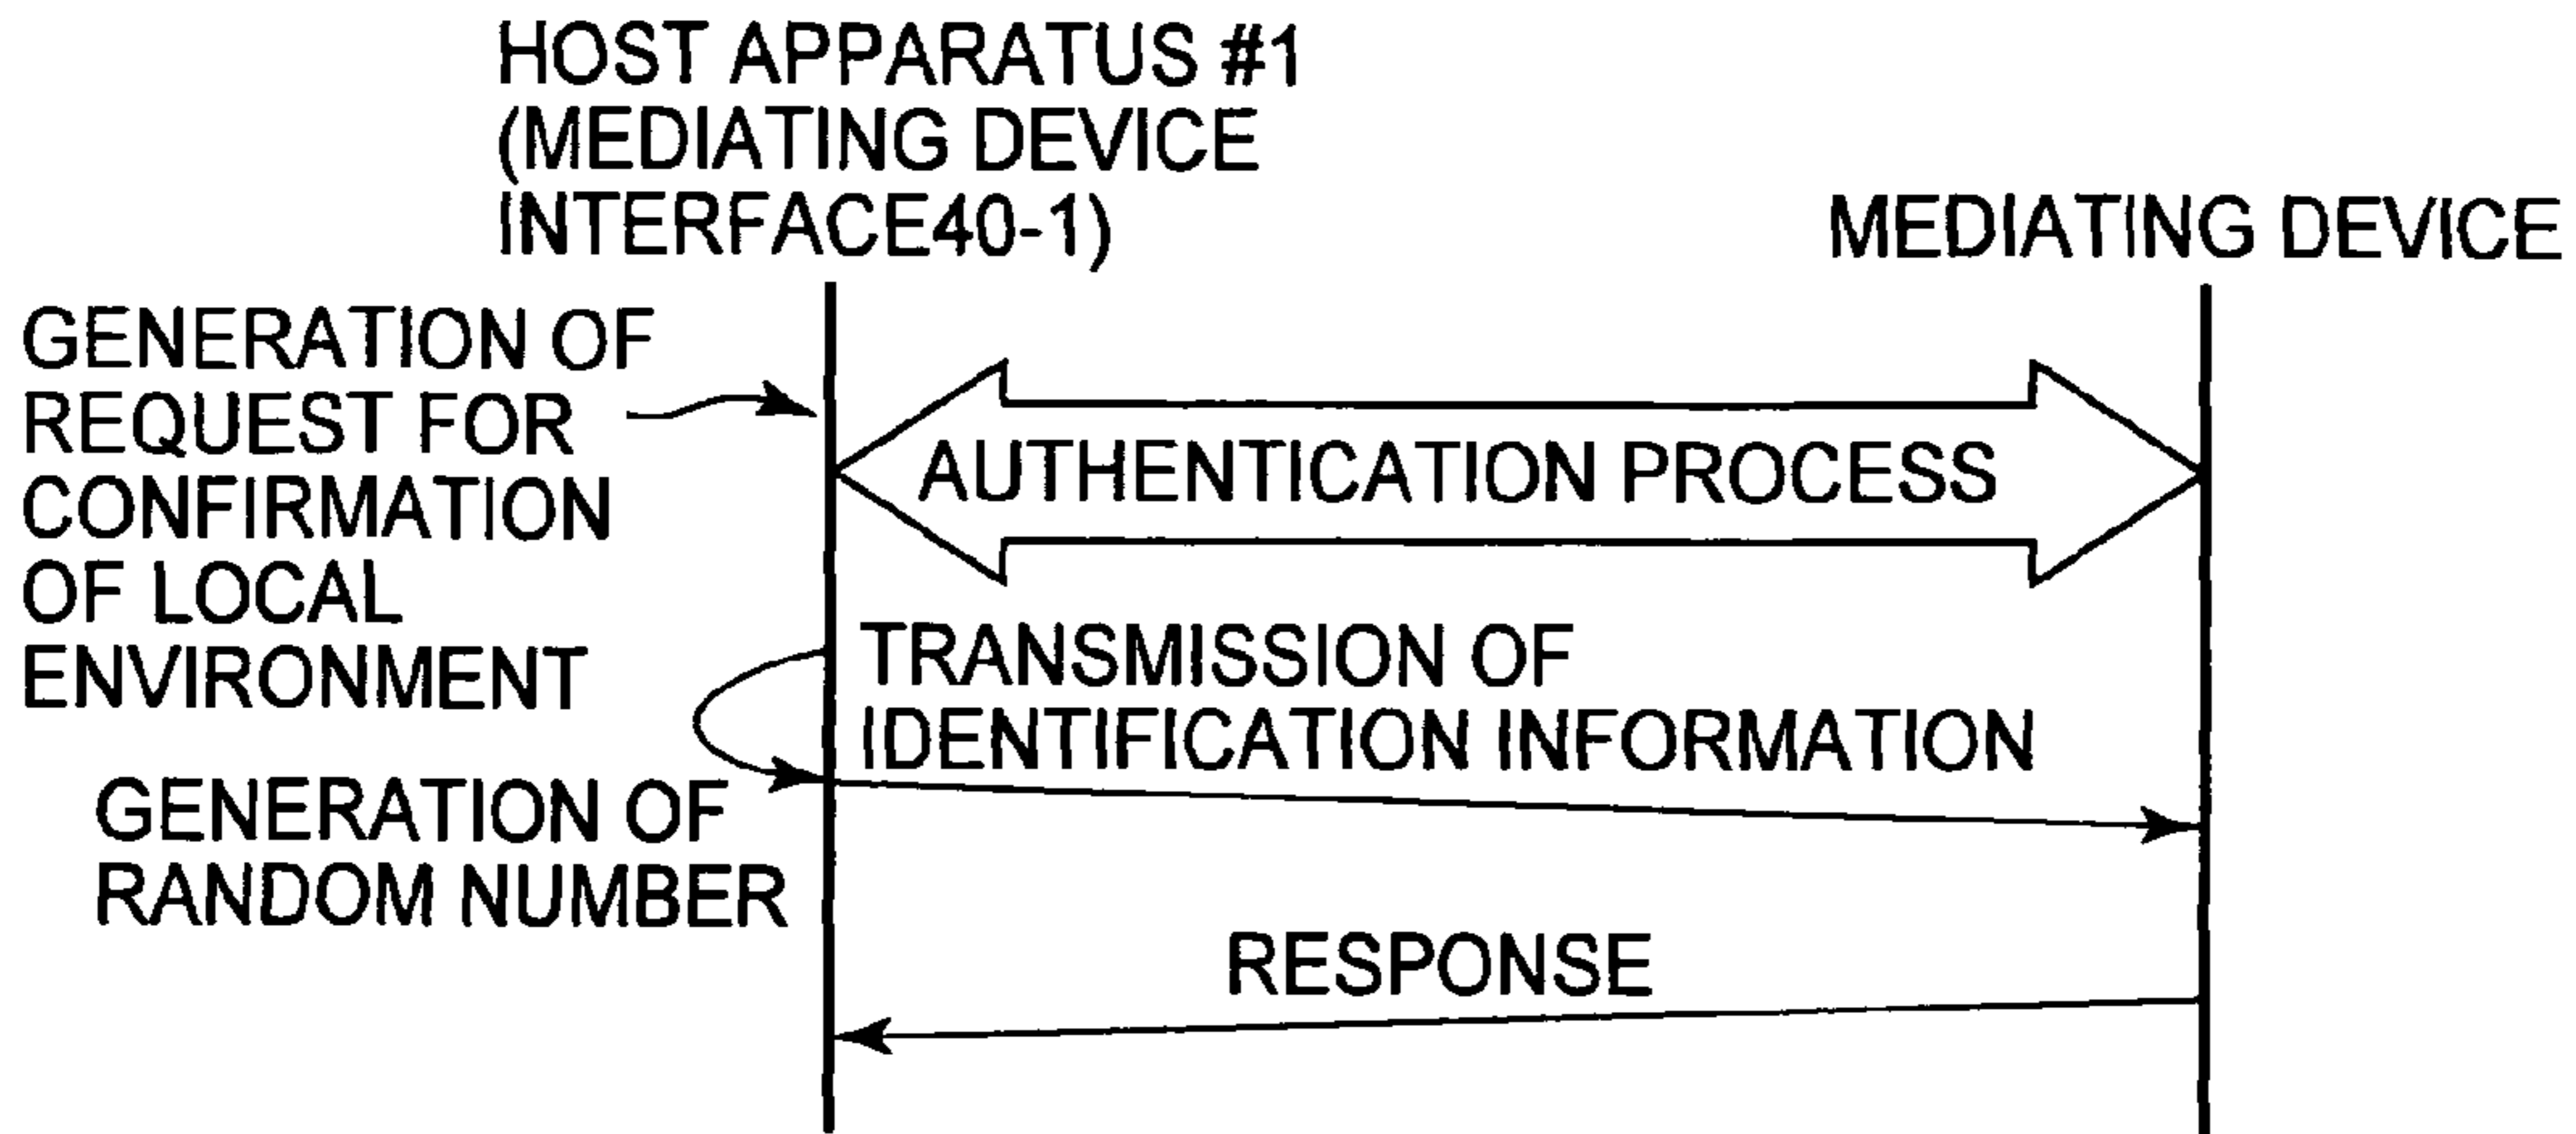 HOST APPARATUS #1
(MEDIATING DEVICE
INTERFACE40-1)
MEDIATING DEVICE
GENERATION OF
REQUEST FOR
CONFIRMATION
OF LOCAL
ENVIRONMENT
AUTHENTICATION PROCESS
TRANSMISSION OF
IDENTIFICATION INFORMATION
GENERATION OF
RANDOM NUMBER
RESPONSE